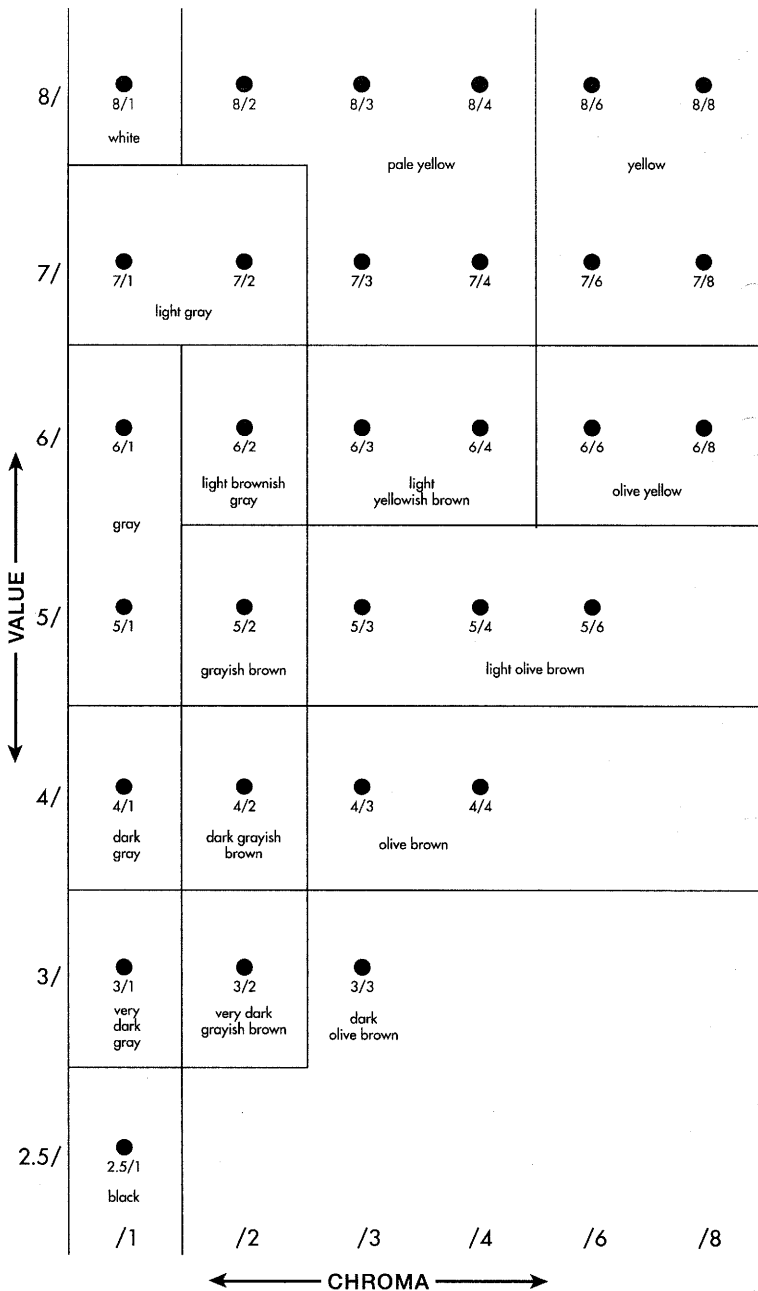 8/
8/1
8/2
8/3
8/4
8/6
8/8
white
pale yellow
yellow
7/
7/1
7/2
7/3
7/4
7/6
7/8
light gray
6/
6/1
6/2
6/3
6/4
6/6
6/8
light brownish
gray
light
yellowish brown
olive yellow
gray
VALUE
5/
5/1
5/2
5/3
5/4
5/6
grayish brown
light olive brown
4/
4/1
4/2
4/3
4/4
dark
gray
dark grayish
brown
olive brown
3/
3/1
3/2
3/3
very
dark
gray
very dark
grayish brown
dark
olive brown
2.5/
2.5/1
black
/1
/2
/3
/4
/6
/8
CHROMA